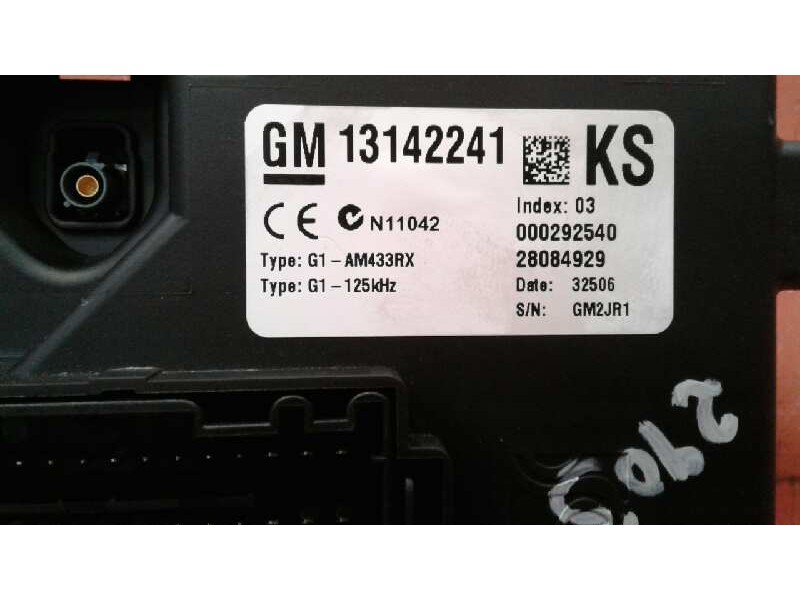 GM 13142241 KS
CE N11042
Index: 03
000292540
Type: G1-AM433RX
28084929
Type: G1-125kHz
Date: 32506
S/N: GM2JR1